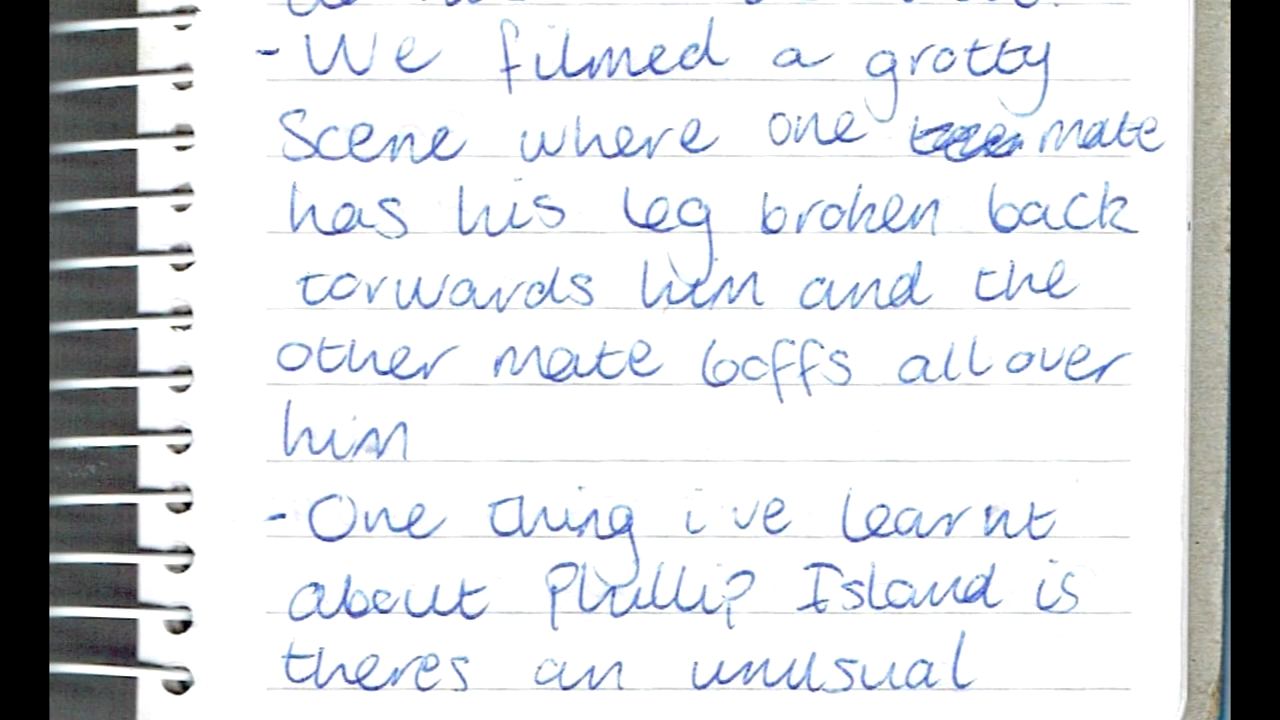 - We filmed a grotty
Scene where one mate
has his leg broken back
torwards him and the
other mate boffs all over
him
- One thing i've learnt
about Phillip Island is
theres an unusual